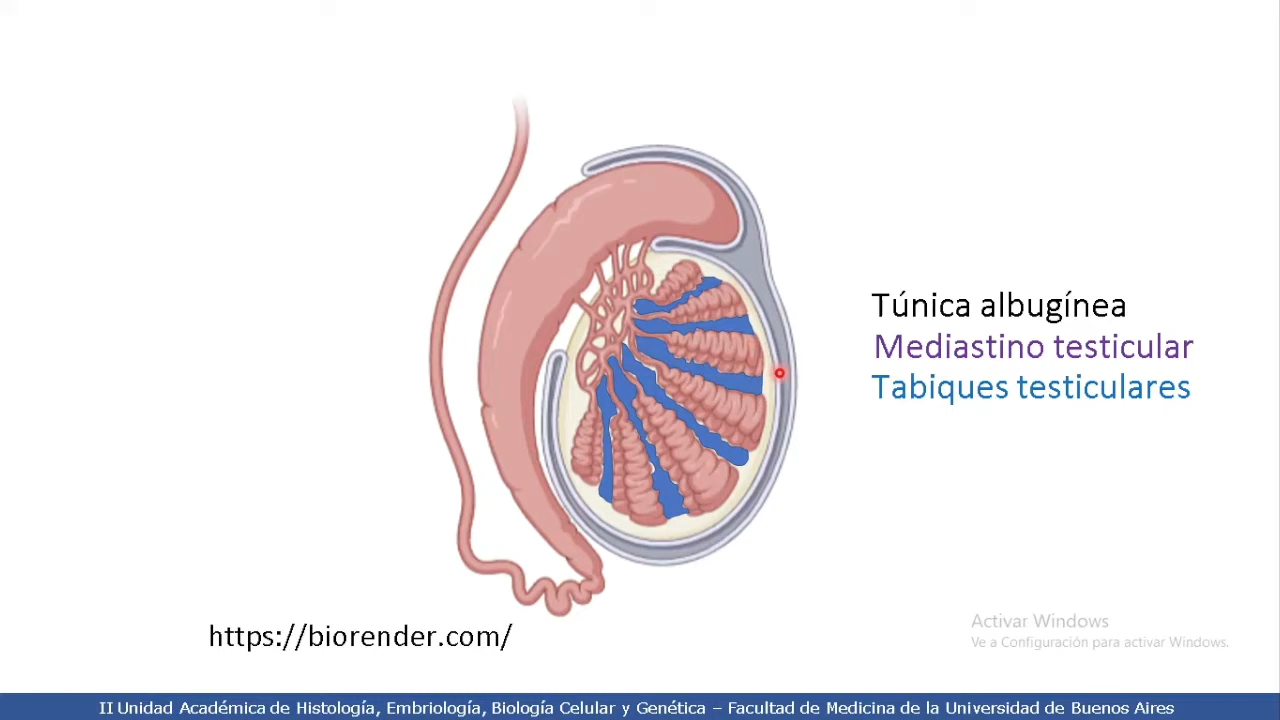 Túnica albugínea
Mediastino testicular
Tabiques testiculares
https://biorender.com/
Activar Windows
Ve a Configuración para activar Windows.
II Unidad Académica de Histología, Embriología, Biología Celular y Genética – Facultad de Medicina de la Universidad de Buenos Aires